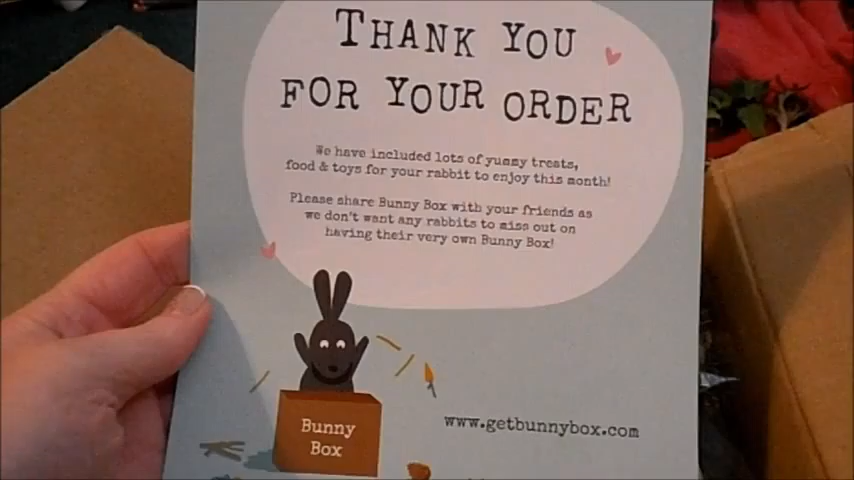 THANK YOU
FOR YOUR ORDER
We have included lots of yummy treats,
food & toys for your rabbit to enjoy this month!
Please share Bunny Box with your friends as
we don't want any rabbits to miss out on
having their very own Bunny Box!
www.getbunnybox.com
Bunny
Box